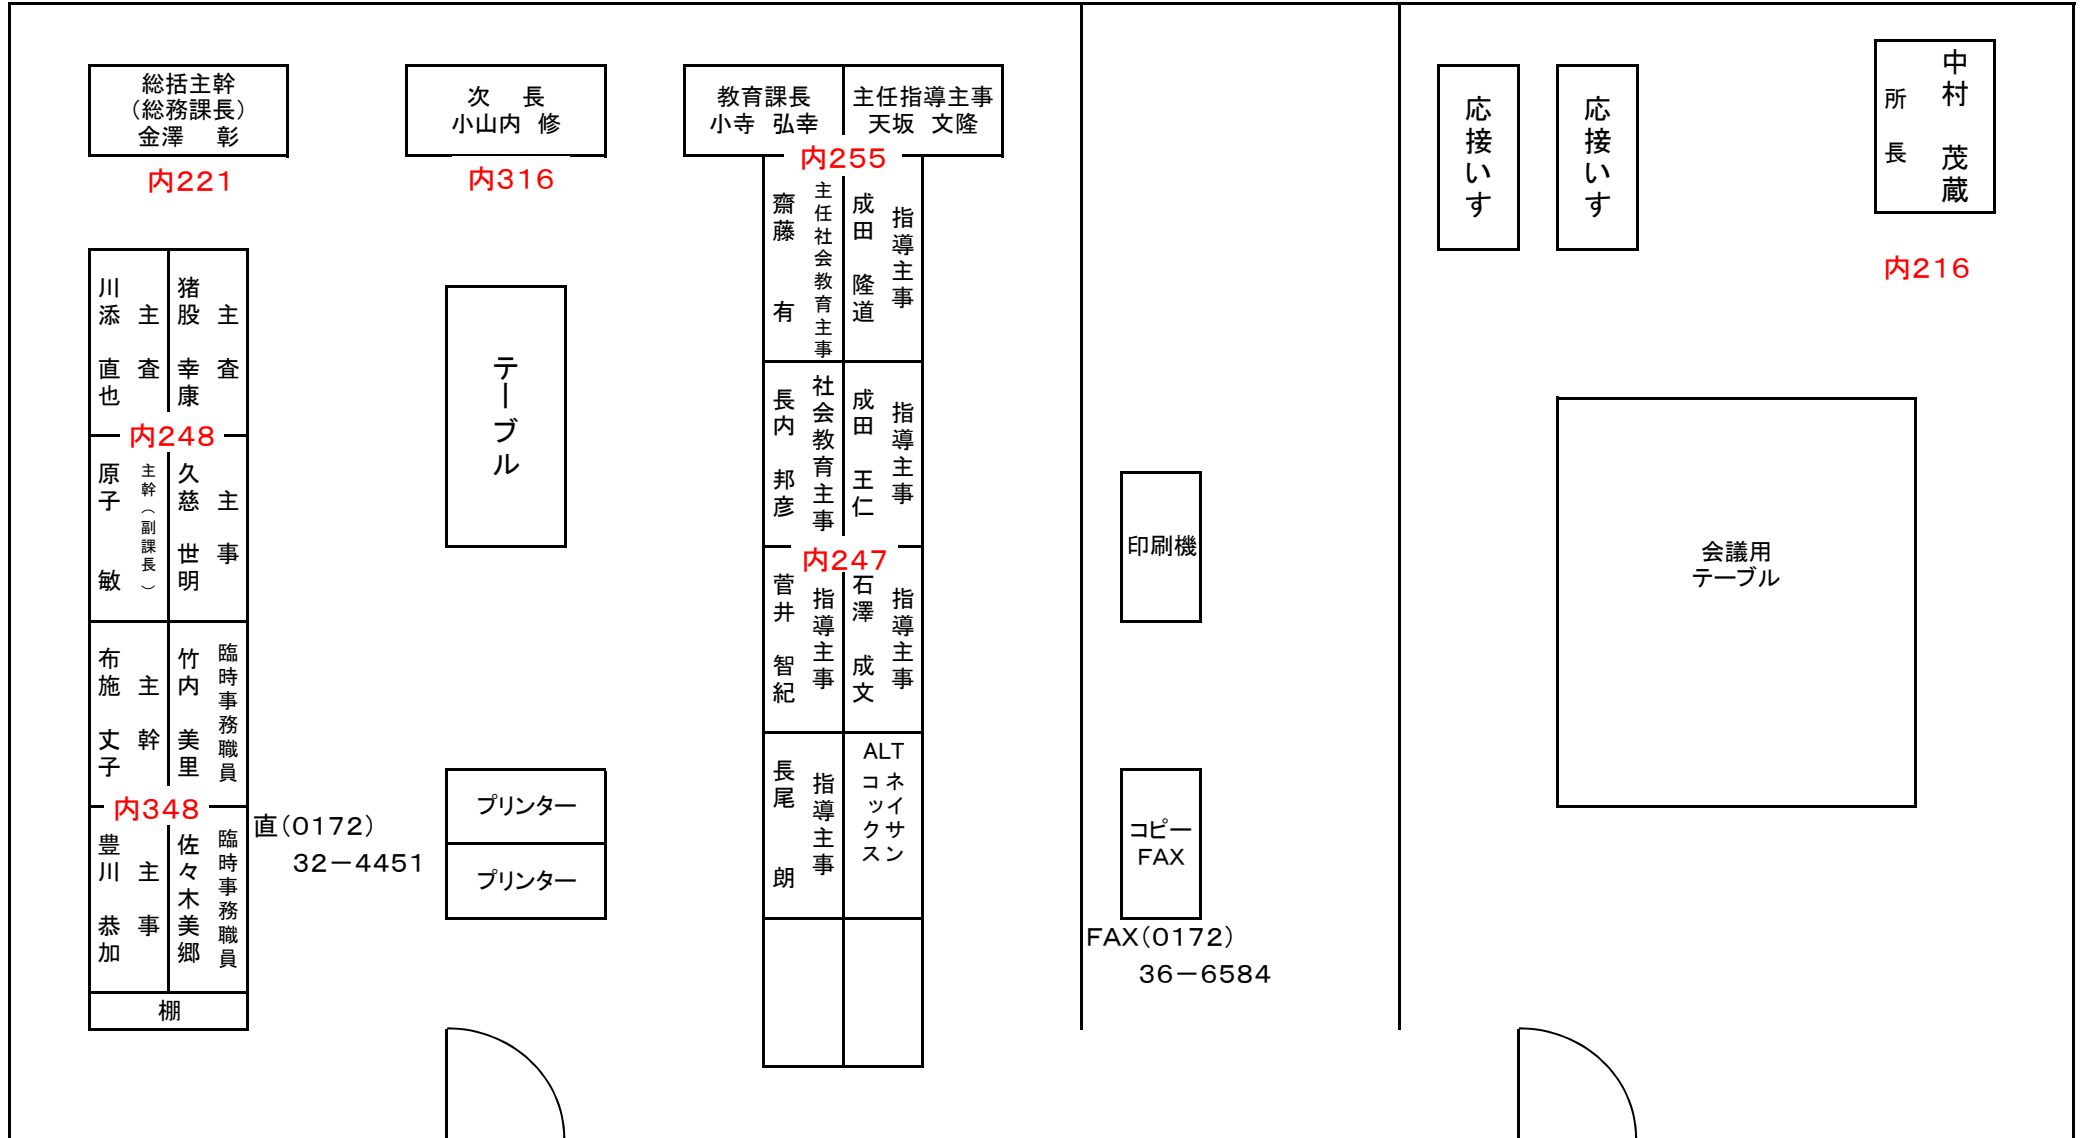 総括主幹
（総務課長）
金澤　彰
内221
次　長
小山内　修
内316
教育課長
小寺　弘幸
主任指導主事
天坂　文隆
内255
応接いす
応接いす
所　長
中村　茂蔵
内216
主査
川添　直也
主査
猪股　幸康
内248
主幹（副課長）
原子　敏
主事
久慈　世明
主幹
布施　丈子
臨時事務職員
竹内　美里
内348
主事
豊川　恭加
臨時事務職員
佐々木美郷
棚
直（0172）
32－4451
テーブル
プリンター
プリンター
主任社会教育主事
齋藤　有
指導主事
成田　隆道
社会教育主事
長内　邦彦
指導主事
成田　王仁
内247
指導主事
菅井　智紀
指導主事
石澤　成文
指導主事
長尾　朗
ALT
ネイサン
コックス
印刷機
コピー
FAX
FAX（0172）
36－6584
会議用
テーブル